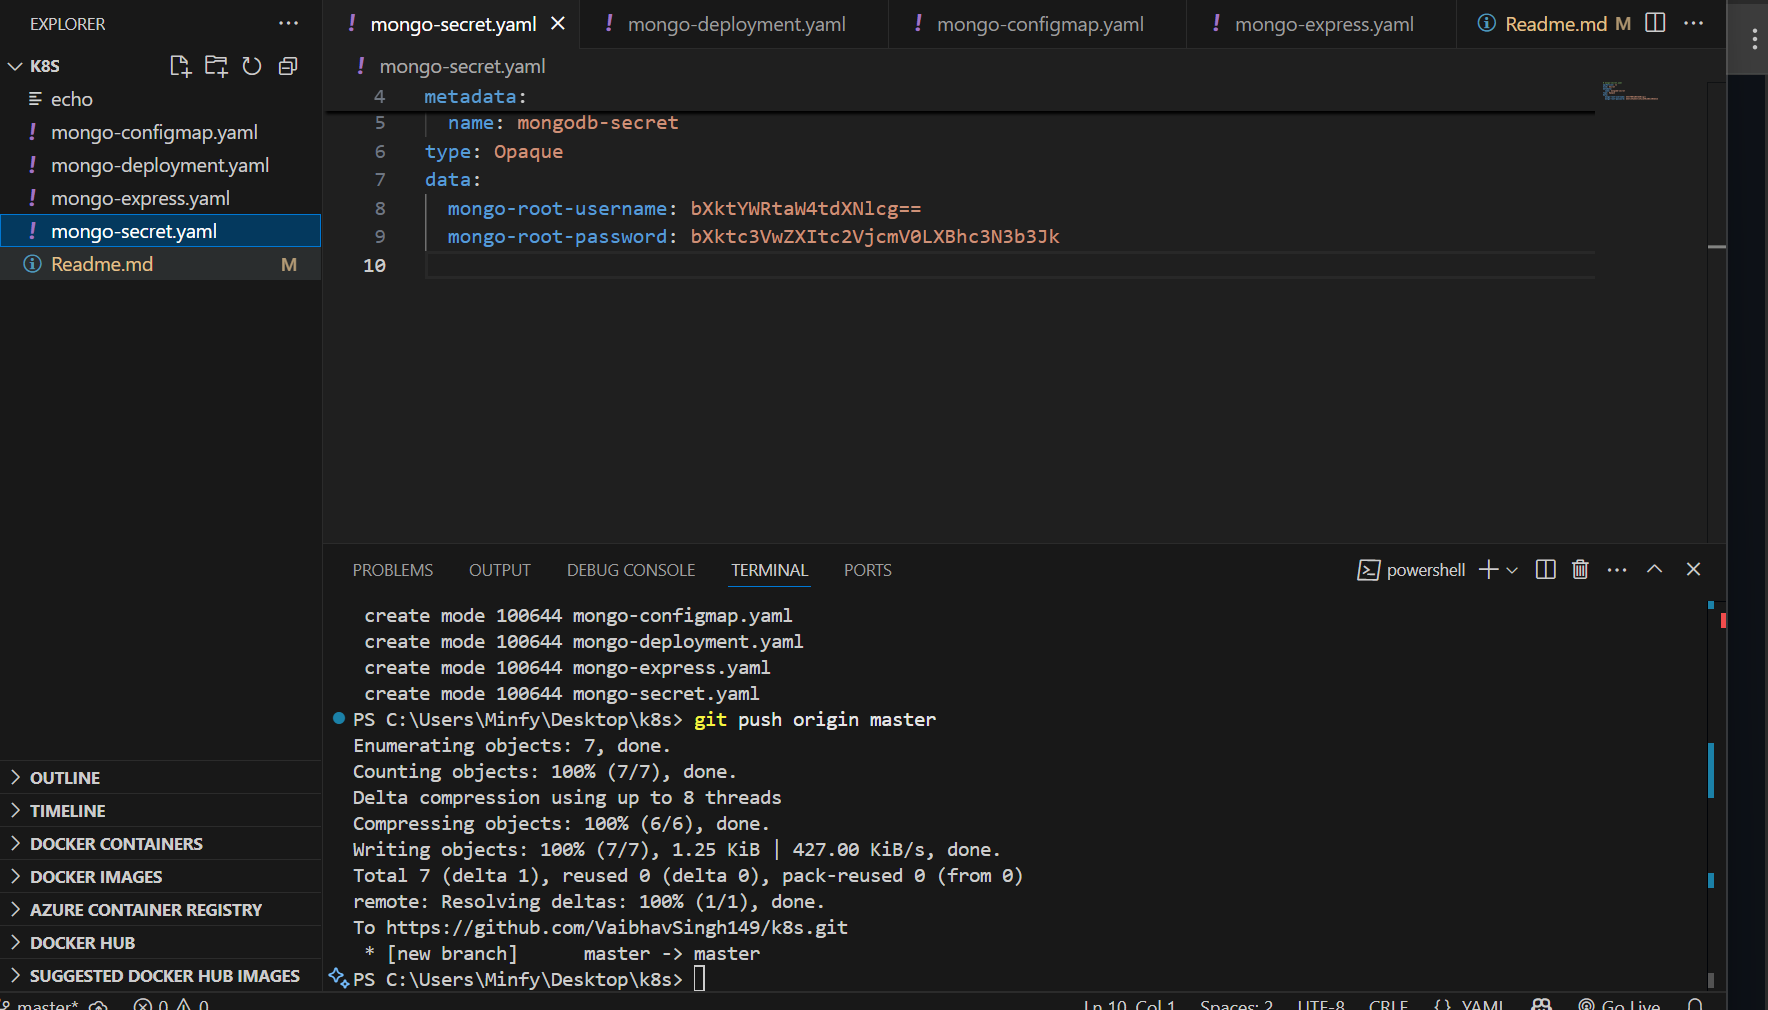 EXPLORER
K8S
echo
mongo-configmap.yaml
mongo-deployment.yaml
mongo-express.yaml
mongo-secret.yaml
Readme.md M
OUTLINE
TIMELINE
DOCKER CONTAINERS
DOCKER IMAGES
AZURE CONTAINER REGISTRY
DOCKER HUB
SUGGESTED DOCKER HUB IMAGES
mongo-secret.yaml mongo-deployment.yaml mongo-configmap.yaml mongo-express.yaml Readme.md M
mongo-secret.yaml
4 metadata:
5 name: mongodb-secret
6 type: Opaque
7 data:
8 mongo-root-username: bXktYWRtaW4tdXNlcg==
9 mongo-root-password: bXktc3VwZXItc2VjcmV0LXBhc3N3b3Jk
10
PROBLEMS OUTPUT DEBUG CONSOLE TERMINAL PORTS powershell
create mode 100644 mongo-configmap.yaml
create mode 100644 mongo-deployment.yaml
create mode 100644 mongo-express.yaml
create mode 100644 mongo-secret.yaml
PS C:\Users\Minfy\Desktop\k8s> git push origin master
Enumerating objects: 7, done.
Counting objects: 100% (7/7), done.
Delta compression using up to 8 threads
Compressing objects: 100% (6/6), done.
Writing objects: 100% (7/7), 1.25 KiB | 427.00 KiB/s, done.
Total 7 (delta 1), reused 0 (delta 0), pack-reused 0 (from 0)
remote: Resolving deltas: 100% (1/1), done.
To https://github.com/VaibhavSingh149/k8s.git
* [new branch] master -> master
PS C:\Users\Minfy\Desktop\k8s>
master* 0 0 Ln 10, Col 1 Spaces: 2 UTF-8 CRLF {} YAML Go Live